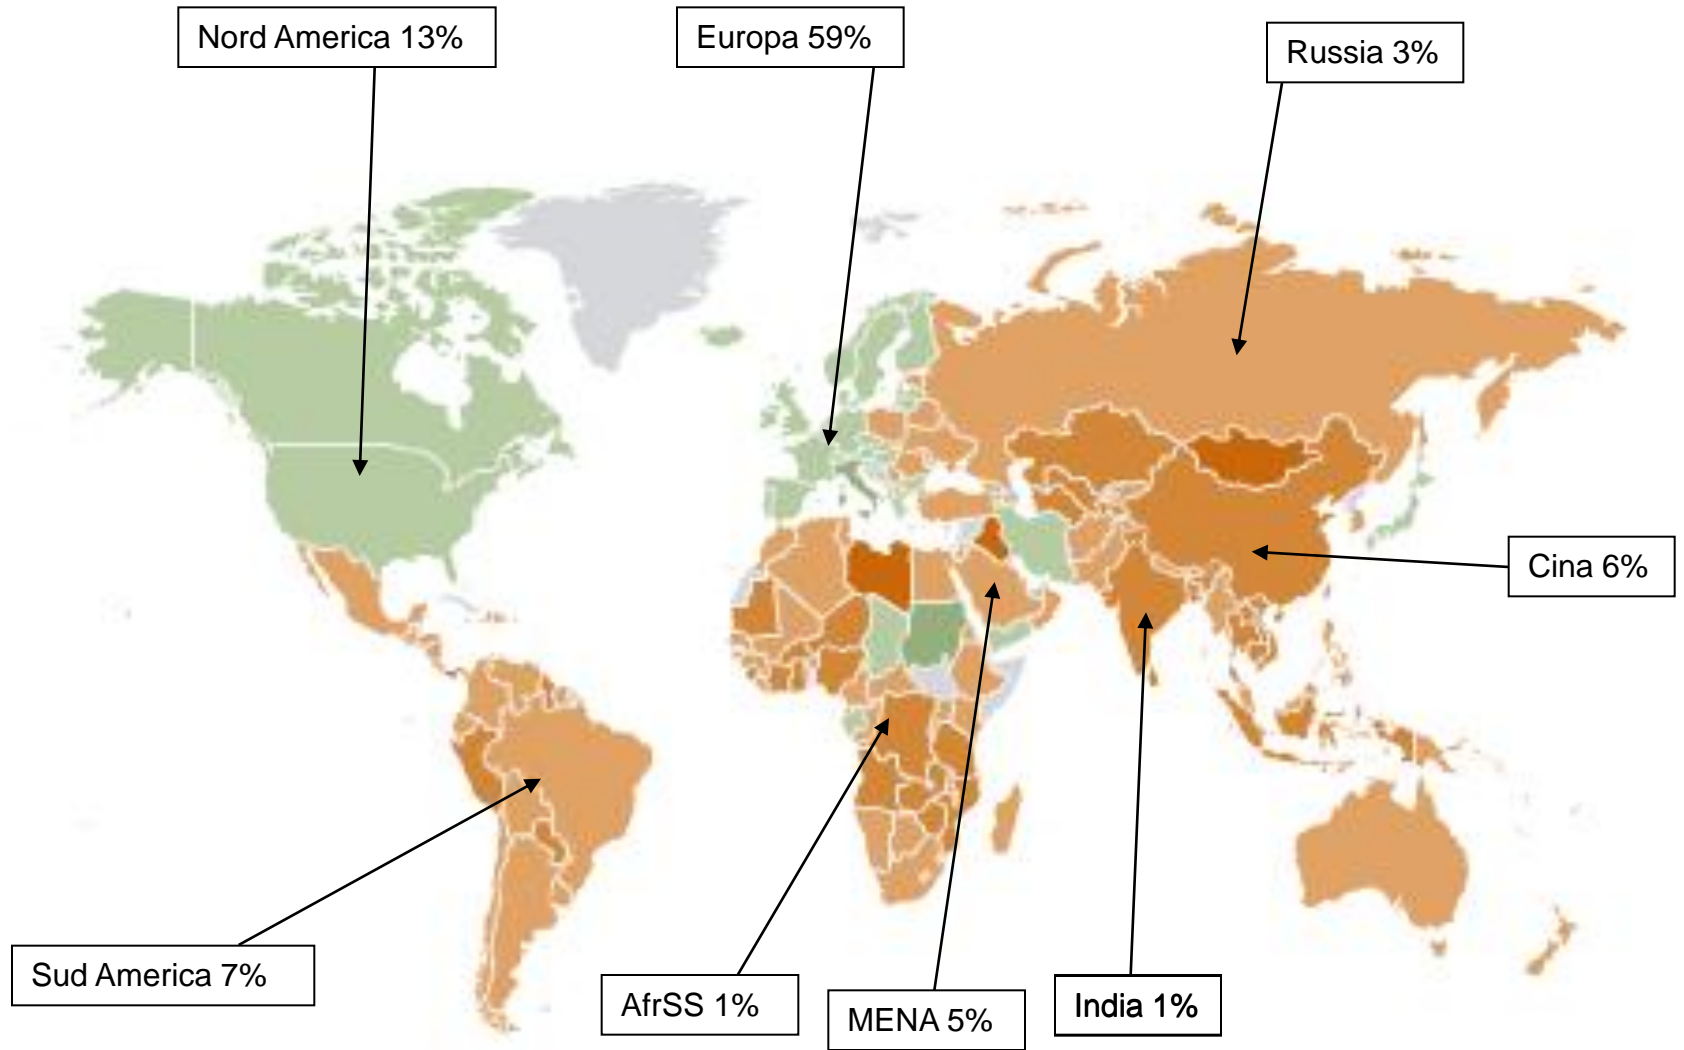 Nord America 13%
Europa 59%
Russia 3%
Cina 6%
Sud America 7%
AfrSS 1%
MENA 5%
India 1%